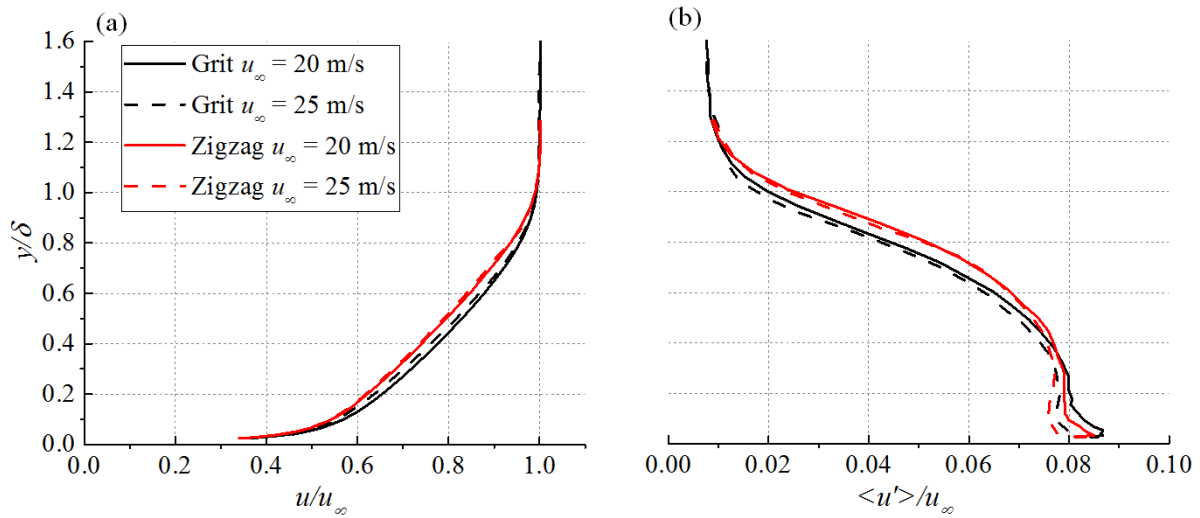 (a)
(b)
1.6
1.4
1.2
1.0
0.8
0.6
0.4
0.2
0.0
y/δ
Grit u∞ = 20 m/s
Grit u∞ = 25 m/s
Zigzag u∞ = 20 m/s
Zigzag u∞ = 25 m/s
0.0 0.2 0.4 0.6 0.8 1.0
u/u∞
0.00 0.02 0.04 0.06 0.08 0.10
<u'>/u∞